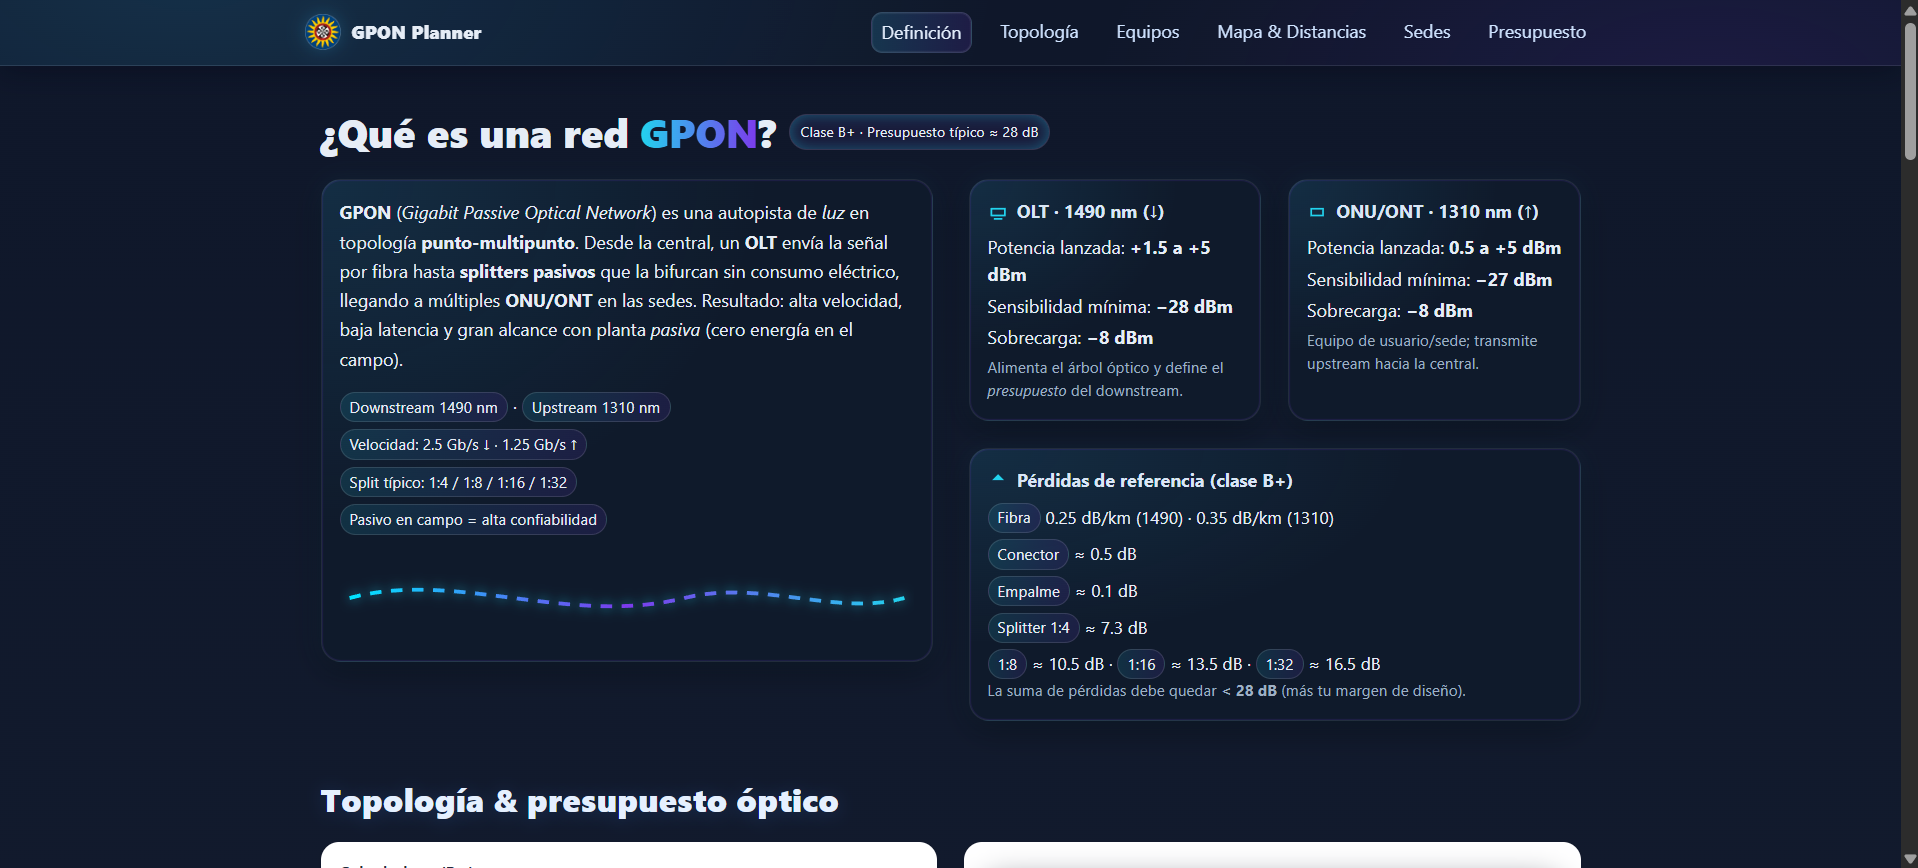 GPON Planner
Definición
Topología
Equipos
Mapa & Distancias
Sedes
Presupuesto
¿Qué es una red GPON?
Clase B+ · Presupuesto típico ≈ 28 dB
GPON (Gigabit Passive Optical Network) es una autopista de luz en
topología punto-multipunto. Desde la central, un OLT envía la señal
por fibra hasta splitters pasivos que la bifurcan sin consumo eléctrico,
llegando a múltiples ONU/ONT en las sedes. Resultado: alta velocidad,
baja latencia y gran alcance con planta pasiva (cero energía en el
campo).
Downstream 1490 nm · Upstream 1310 nm
Velocidad: 2.5 Gb/s ↓ · 1.25 Gb/s ↑
Split típico: 1:4 / 1:8 / 1:16 / 1:32
Pasivo en campo = alta confiabilidad
OLT · 1490 nm (↓)
Potencia lanzada: +1.5 a +5
dBm
Sensibilidad mínima: −28 dBm
Sobrecarga: −8 dBm
Alimenta el árbol óptico y define el
presupuesto del downstream.
ONU/ONT · 1310 nm (↑)
Potencia lanzada: 0.5 a +5 dBm
Sensibilidad mínima: −27 dBm
Sobrecarga: −8 dBm
Equipo de usuario/sede; transmite
upstream hacia la central.
Pérdidas de referencia (clase B+)
Fibra 0.25 dB/km (1490) · 0.35 dB/km (1310)
Conector ≈ 0.5 dB
Empalme ≈ 0.1 dB
Splitter 1:4 ≈ 7.3 dB
1:8 ≈ 10.5 dB · 1:16 ≈ 13.5 dB · 1:32 ≈ 16.5 dB
La suma de pérdidas debe quedar < 28 dB (más tu margen de diseño).
Topología & presupuesto óptico